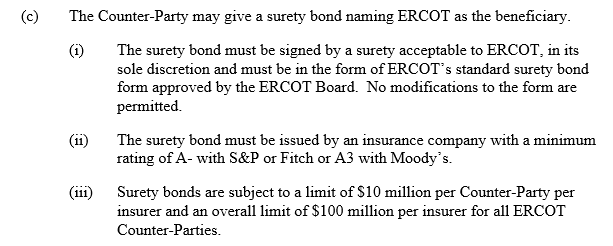 (c) The Counter-Party may give a surety bond naming ERCOT as the beneficiary.
(i) The surety bond must be signed by a surety acceptable to ERCOT, in its
sole discretion and must be in the form of ERCOT's standard surety bond
form approved by the ERCOT Board.  No modifications to the form are
permitted.
(ii) The surety bond must be issued by an insurance company with a minimum
rating of A- with S&P or Fitch or A3 with Moody's.
(iii) Surety bonds are subject to a limit of $10 million per Counter-Party per
insurer and an overall limit of $100 million per insurer for all ERCOT
Counter-Parties.